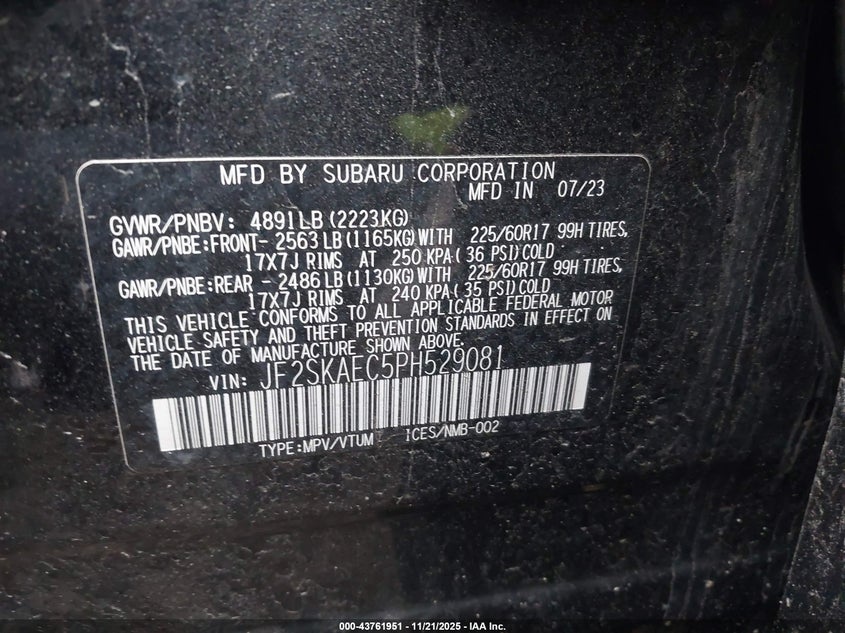 MFD BY SUBARU CORPORATION
MFD IN 07/23
GVWR/PNBV: 4891LB (2223KG)
GAWR/PNBE:FRONT- 2563 LB (1165KG) WITH 225/60R17 99H TIRES,
17X7J RIMS AT 250 KPA ( 36 PSI) COLD
GAWR/PNBE:REAR - 2486 LB (1130KG) WITH 225/60R17 99H TIRES,
17X7J RIMS AT 240 KPA ( 35 PSI) COLD
THIS VEHICLE CONFORMS TO ALL APPLICABLE FEDERAL MOTOR
VEHICLE SAFETY AND THEFT PREVENTION STANDARDS IN EFFECT ON
THE DATE OF MANUFACTURE SHOWN ABOVE.
VIN: JF2SKAEC5PH529081
TYPE:MPV/VTUM ICES/NMB-002
000-43761951 - 11/21/2025 - IAA Inc.